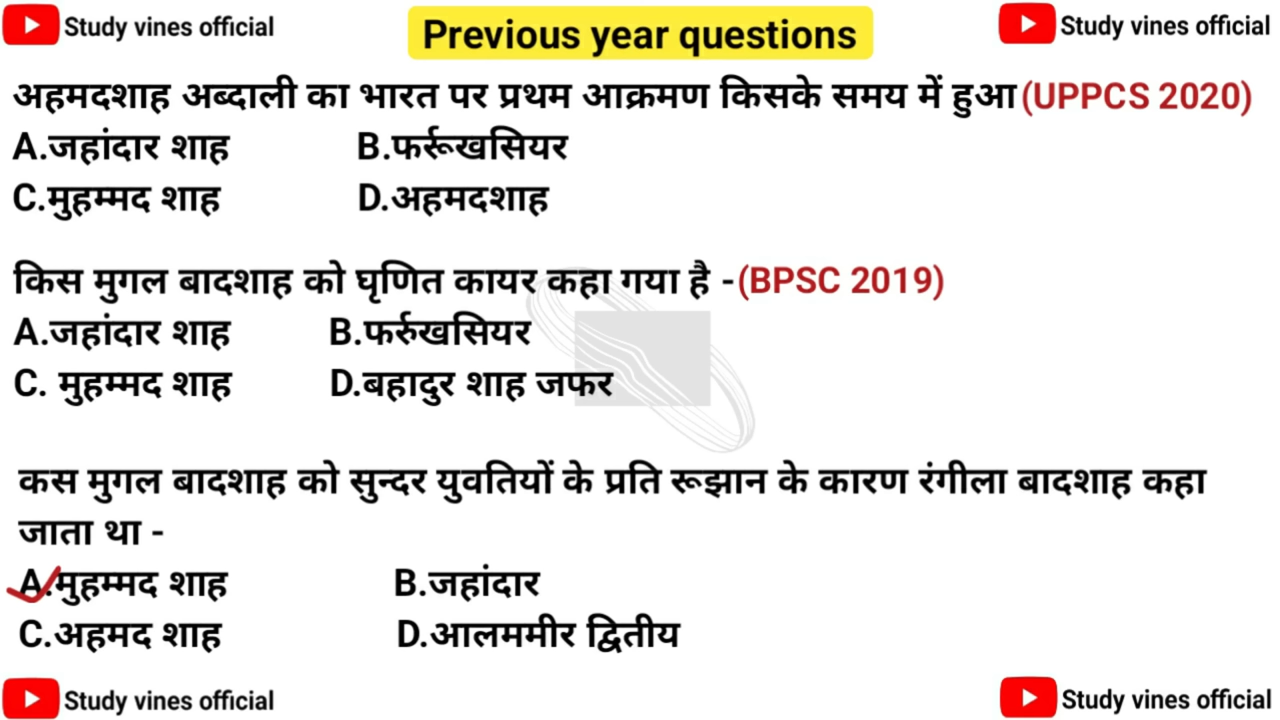 Study vines official
Previous year questions
Study vines official
अहमदशाह अब्दाली का भारत पर प्रथम आक्रमण किसके समय में हुआ (UPPCS 2020)
A.जहांदार शाह B.फर्रूखसियर
C.मुहम्मद शाह D.अहमदशाह
किस मुगल बादशाह को घृणित कायर कहा गया है -(BPSC 2019)
A.जहांदार शाह B.फर्रुखसियर
C. मुहम्मद शाह D.बहादुर शाह जफर
कस मुगल बादशाह को सुन्दर युवतियों के प्रति रूझान के कारण रंगीला बादशाह कहा
जाता था -
A.मुहम्मद शाह B.जहांदार
C.अहमद शाह D.आलममीर द्वितीय
Study vines official
Study vines official